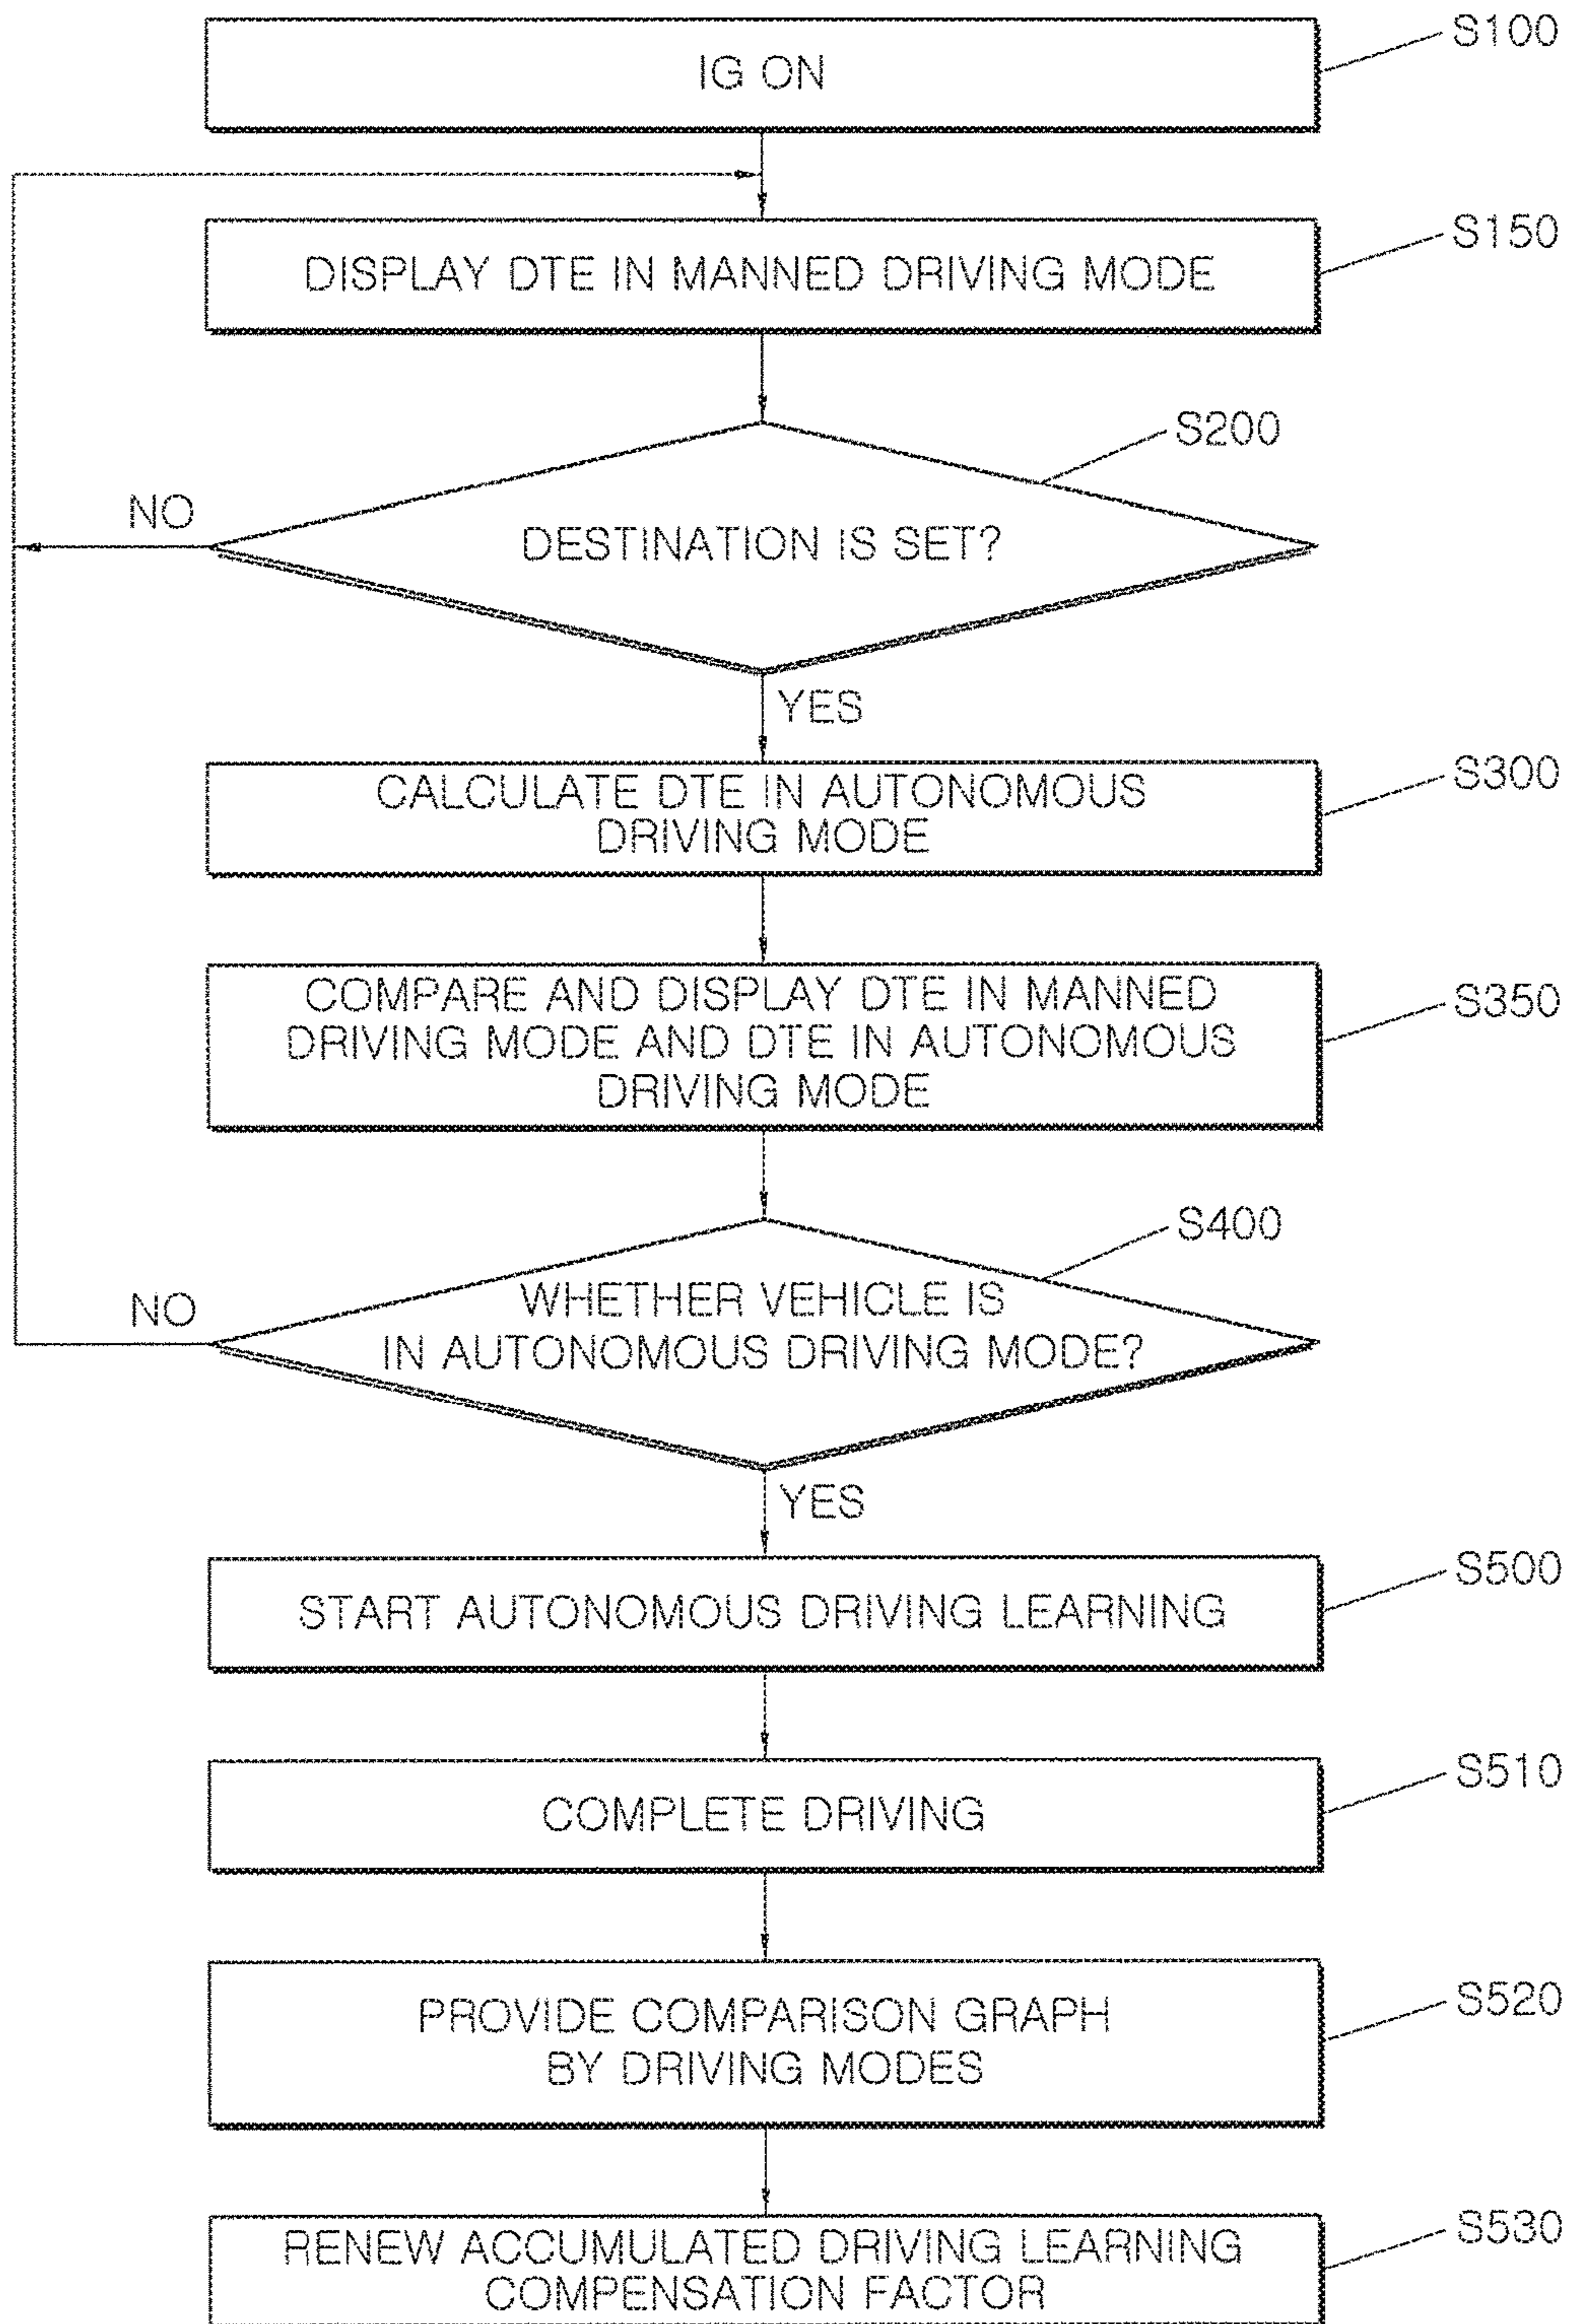 S100
IG ON
S150
DISPLAY DTE IN MANNED DRIVING MODE
S200
NO
DESTINATION IS SET?
YES
S300
CALCULATE DTE IN AUTONOMOUS
DRIVING MODE
S350
COMPARE AND DISPLAY DTE IN MANNED
DRIVING MODE AND DTE IN AUTONOMOUS
DRIVING MODE
S400
NO
WHETHER VEHICLE IS
IN AUTONOMOUS DRIVING MODE?
YES
S500
START AUTONOMOUS DRIVING LEARNING
S510
COMPLETE DRIVING
S520
PROVIDE COMPARISON GRAPH
BY DRIVING MODES
S530
RENEW ACCUMULATED DRIVING LEARNING
COMPENSATION FACTOR